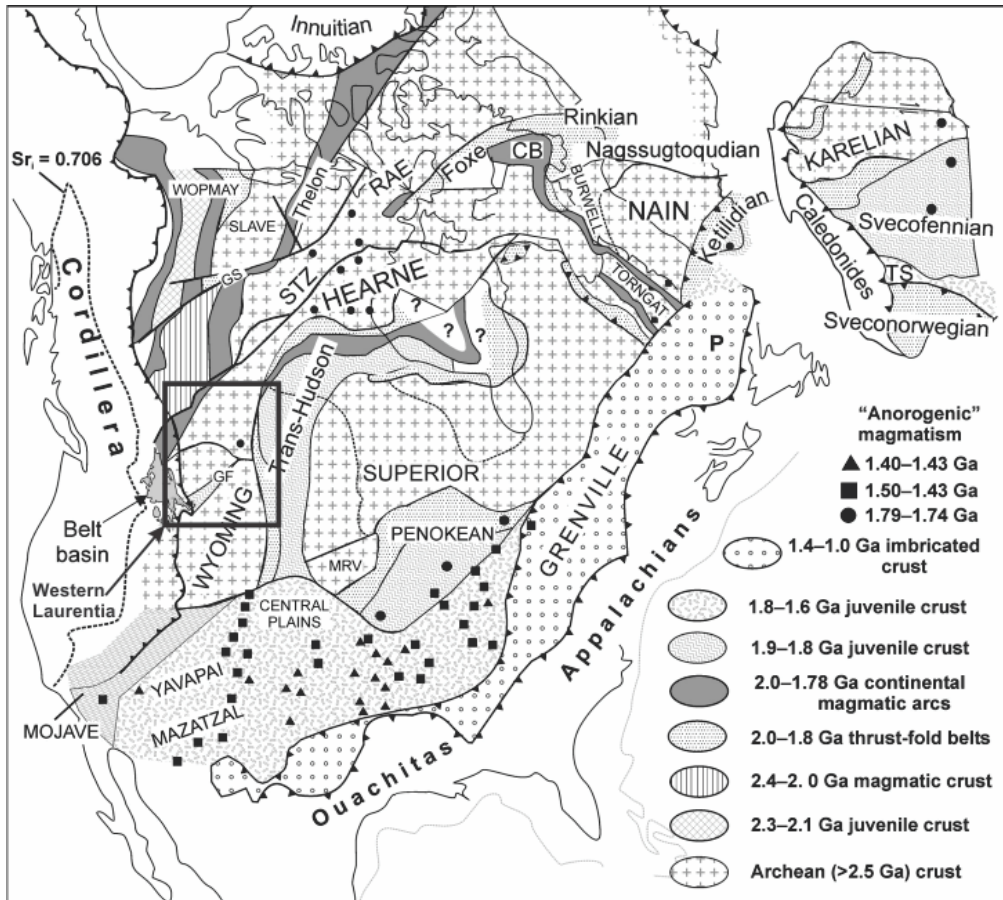 Innuitian
Rinkian
Sri = 0.706
WOPMAY
SLAVE
Thelon
RAE
Foxe
CB
Nagssugtoqudian
BURWELL
NAIN
Ketilidian
KARELIAN
Svecofennian
Caledonides
TS
Sveconorwegian
GS
STZ
HEARNE
TORNGAT
Cordillera
?
?
?
P
Trans-Hudson
SUPERIOR
GF
WYOMING
Belt
basin
Western
Laurentia
PENOKEAN
MRV
GRENVILLE
CENTRAL
PLAINS
YAVAPAI
MOJAVE
MAZATZAL
Ouachitas
Appalachians
“Anorogenic”
magmatism
1.40–1.43 Ga
1.50–1.43 Ga
1.79–1.74 Ga
1.4–1.0 Ga imbricated
crust
1.8–1.6 Ga juvenile crust
1.9–1.8 Ga juvenile crust
2.0–1.78 Ga continental
magmatic arcs
2.0–1.8 Ga thrust-fold belts
2.4–2. 0 Ga magmatic crust
2.3–2.1 Ga juvenile crust
Archean (>2.5 Ga) crust